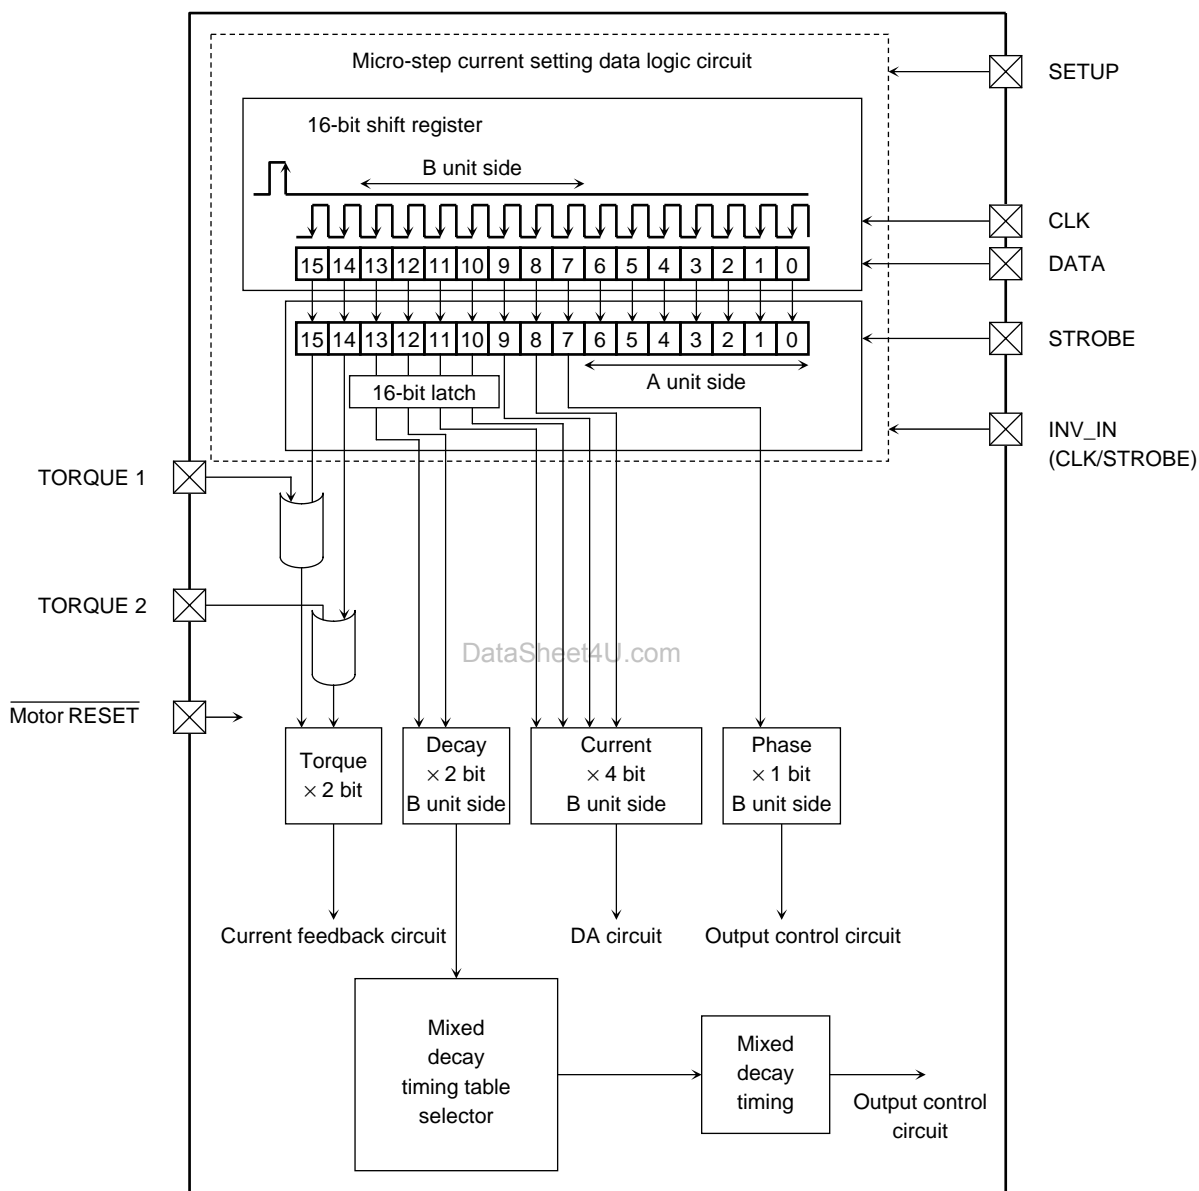 Micro-step current setting data logic circuit
SETUP
16-bit shift register
B unit side
CLK
15 14 13 12 11 10 9 8 7 6 5 4 3 2 1 0
DATA
15 14 13 12 11 10 9 8 7 6 5 4 3 2 1 0
STROBE
A unit side
16-bit latch
INV_IN
(CLK/STROBE)
TORQUE 1
TORQUE 2
DataSheet4U.com
Motor RESET
Torque
× 2 bit
Decay
× 2 bit
B unit side
Current
× 4 bit
B unit side
Phase
× 1 bit
B unit side
Current feedback circuit
DA circuit
Output control circuit
Mixed
decay
timing table
selector
Mixed
decay
timing
Output control
circuit